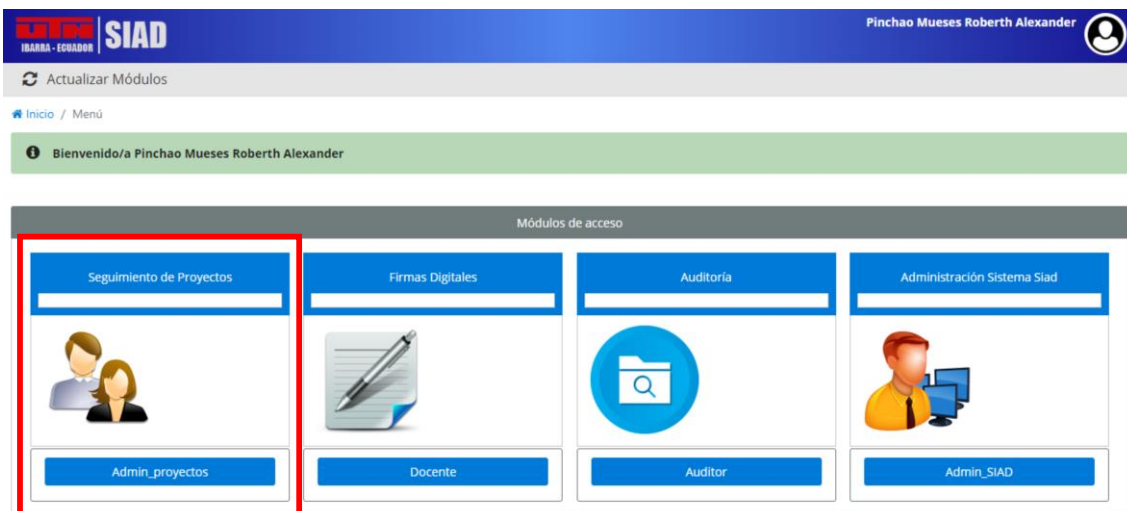 UTN
IBARRA - ECUADOR
SIAD
Pinchao Mueses Roberth Alexander
Actualizar Módulos
Inicio / Menú
Bienvenido/a Pinchao Mueses Roberth Alexander
Módulos de acceso
Seguimiento de Proyectos
Firmas Digitales
Auditoría
Administración Sistema Siad
Admin_proyectos
Docente
Auditor
Admin_SIAD